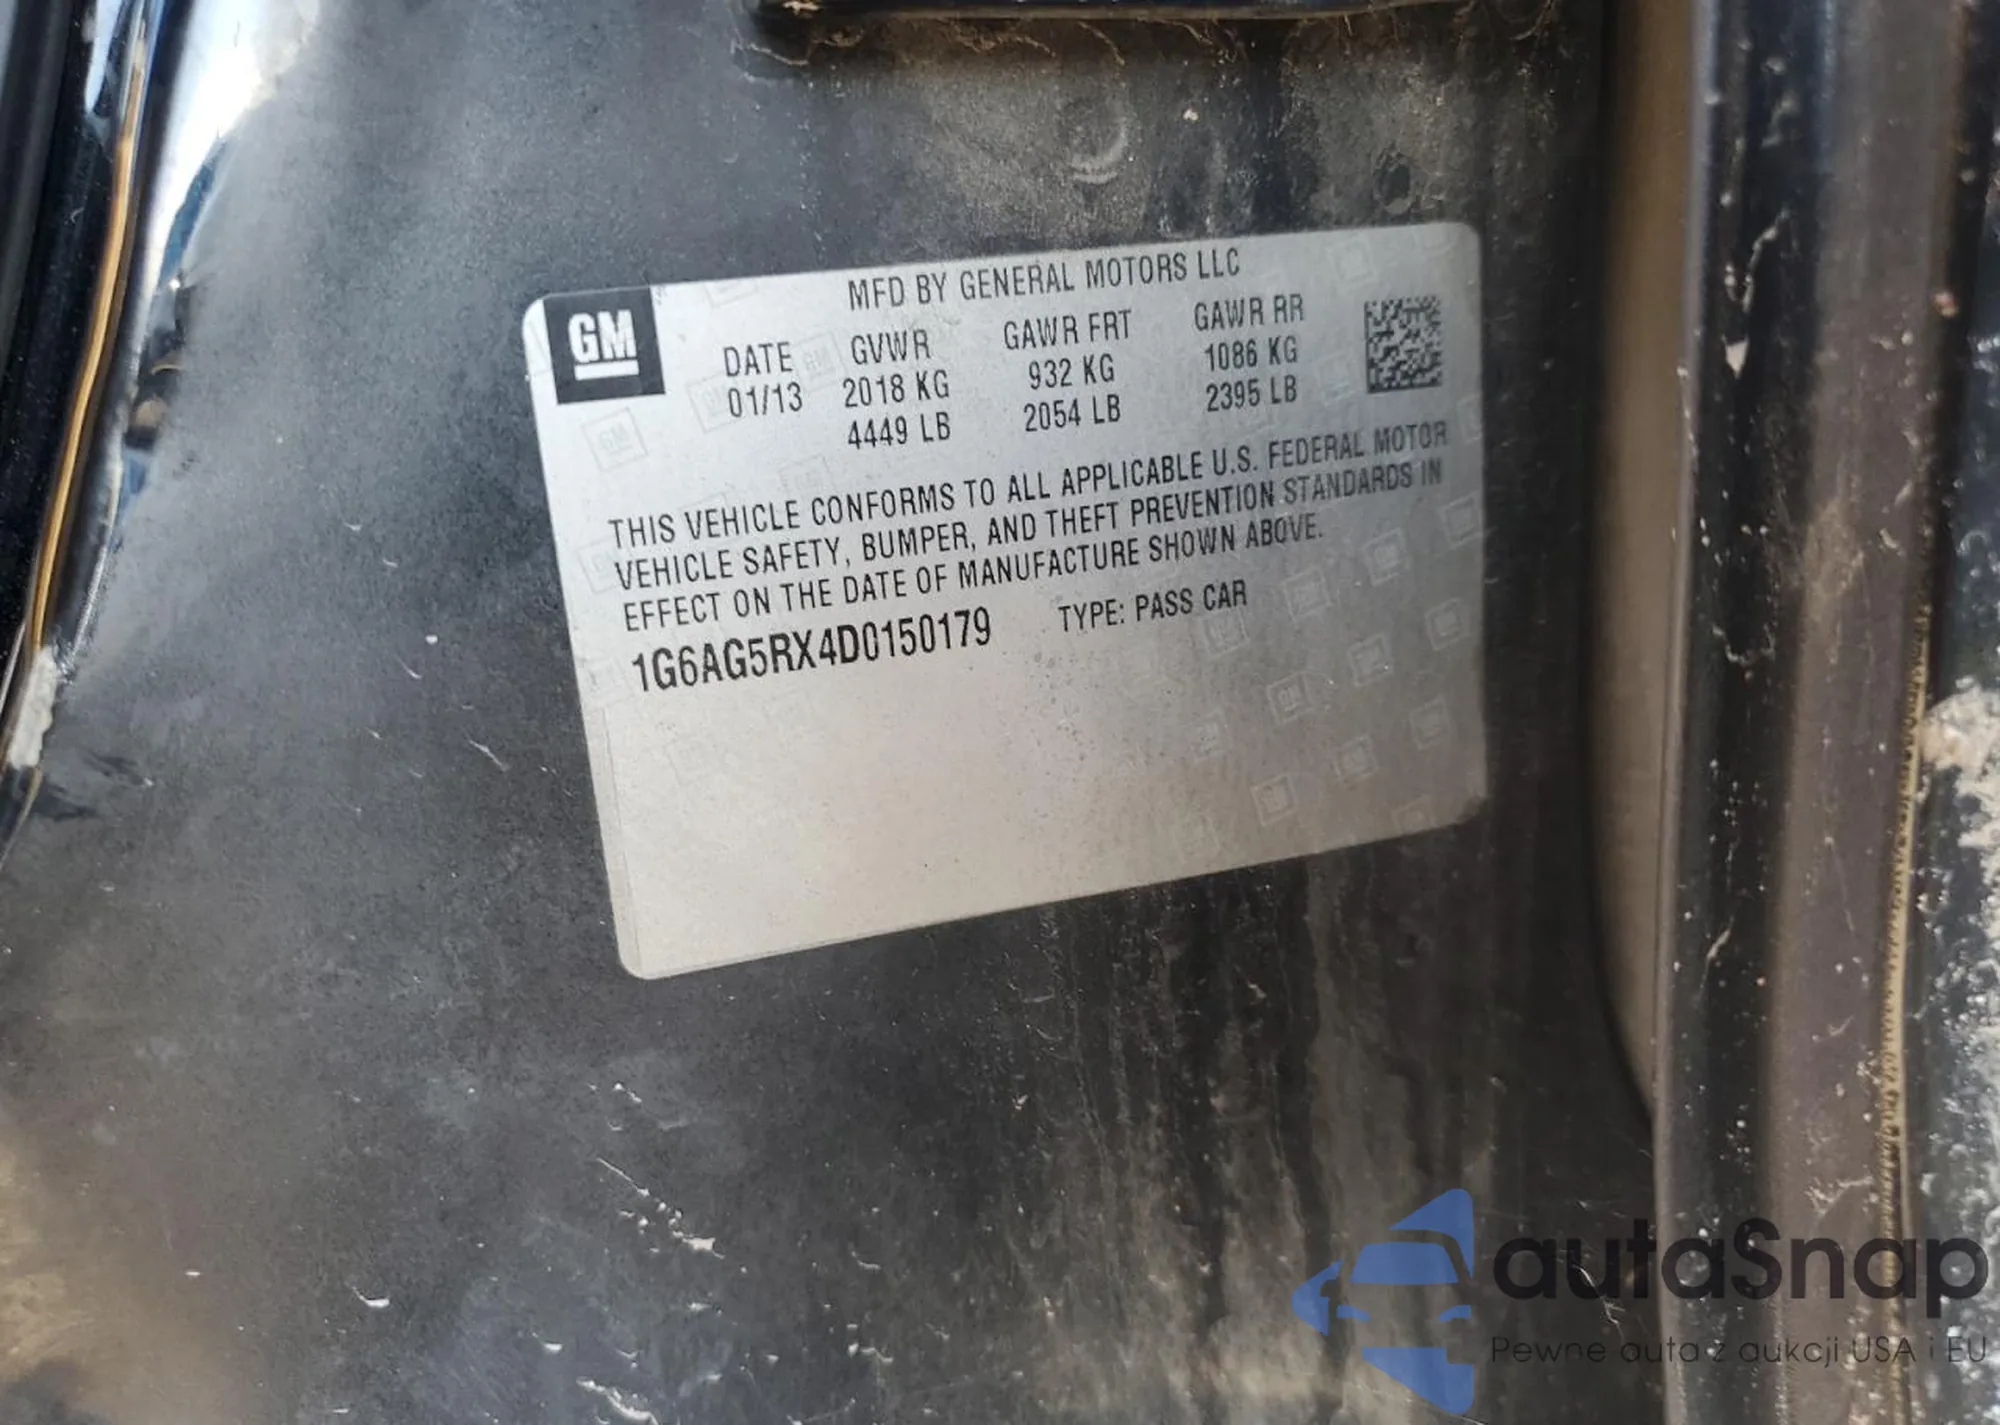 GM
MFD BY GENERAL MOTORS LLC
DATE GVWR GAWR FRT GAWR RR
01/13 2018 KG 932 KG 1086 KG
4449 LB 2054 LB 2395 LB
THIS VEHICLE CONFORMS TO ALL APPLICABLE U.S. FEDERAL MOTOR
VEHICLE SAFETY, BUMPER, AND THEFT PREVENTION STANDARDS IN
EFFECT ON THE DATE OF MANUFACTURE SHOWN ABOVE.
1G6AG5RX4D0150179 TYPE: PASS CAR
autaSnap
Pewne auta z aukcji USA i EU